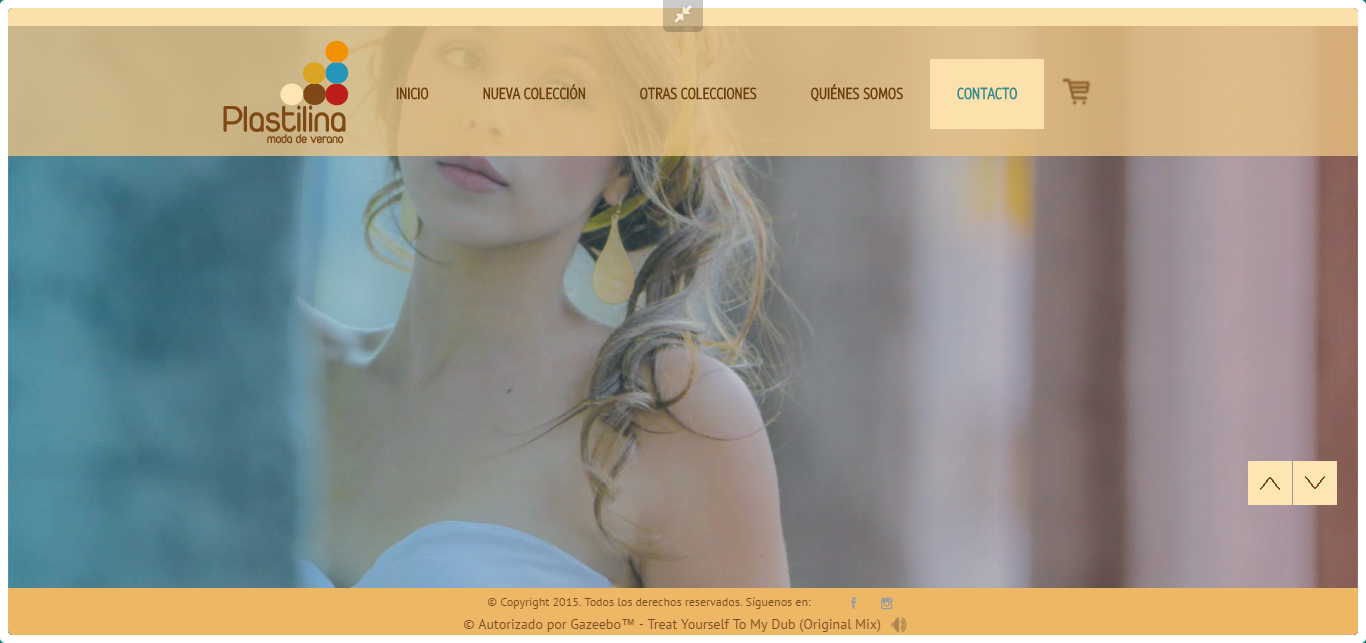 Plastilina
moda de verano
INICIO NUEVA COLECCIÓN OTRAS COLECCIONES QUIÉNES SOMOS CONTACTO
© Copyright 2015. Todos los derechos reservados. Síguenos en:
© Autorizado por Gazeebo™ - Treat Yourself To My Dub (Original Mix)